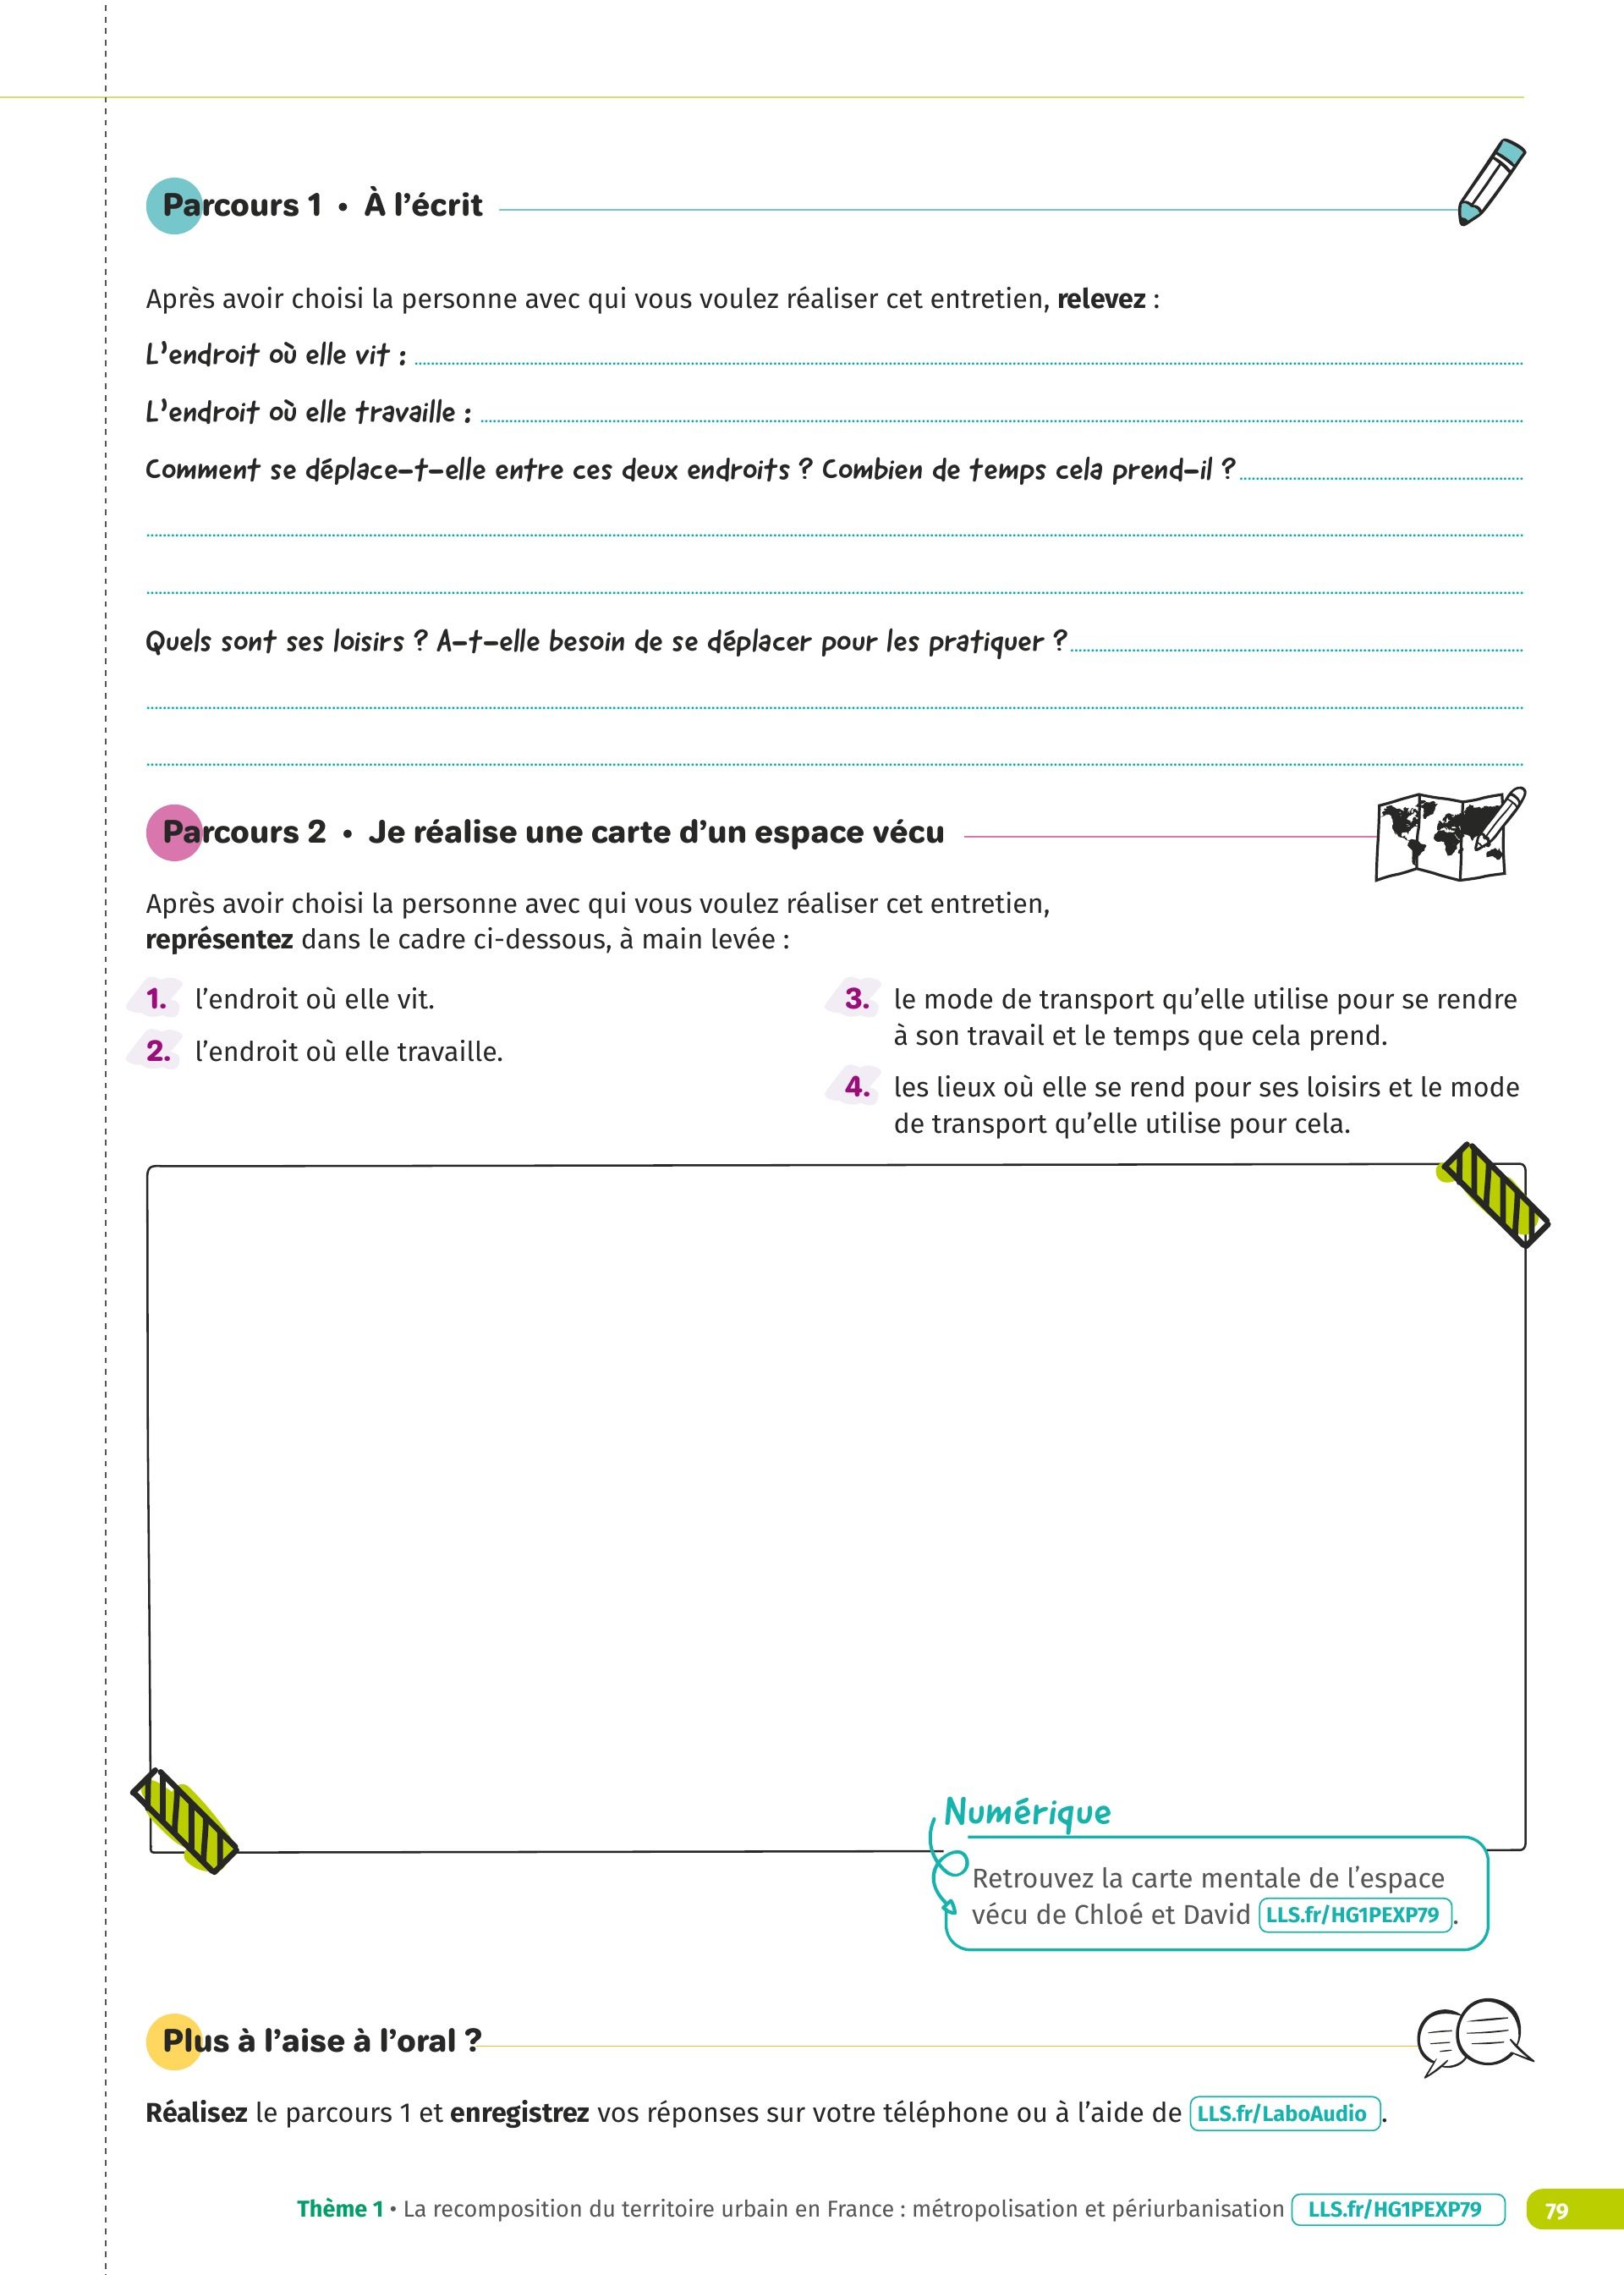 Parcours 1 • À l’écrit
Après avoir choisi la personne avec qui vous voulez réaliser cet entretien, relevez :
L’endroit où elle vit :
L’endroit où elle travaille :
Comment se déplace-t-elle entre ces deux endroits ? Combien de temps cela prend-il ?
Quels sont ses loisirs ? A-t-elle besoin de se déplacer pour les pratiquer ?
Parcours 2 • Je réalise une carte d’un espace vécu
Après avoir choisi la personne avec qui vous voulez réaliser cet entretien,
représentez dans le cadre ci-dessous, à main levée :
1. l’endroit où elle vit.
2. l’endroit où elle travaille.
3. le mode de transport qu’elle utilise pour se rendre
à son travail et le temps que cela prend.
4. les lieux où elle se rend pour ses loisirs et le mode
de transport qu’elle utilise pour cela.
Numérique
Retrouvez la carte mentale de l’espace
vécu de Chloé et David LLS.fr/HG1PEXP79.
Plus à l’aise à l’oral ?
Réalisez le parcours 1 et enregistrez vos réponses sur votre téléphone ou à l’aide de LLS.fr/LaboAudio.
Thème 1 • La recomposition du territoire urbain en France : métropolisation et périurbanisation LLS.fr/HG1PEXP79 79